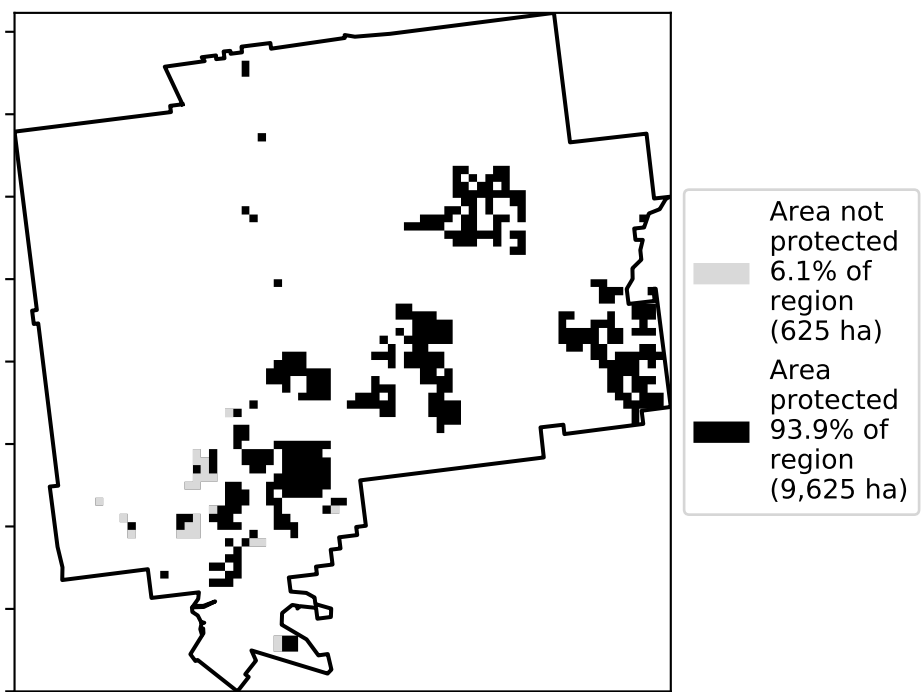 Area not
protected
6.1% of
region
(625 ha)
Area
protected
93.9% of
region
(9,625 ha)